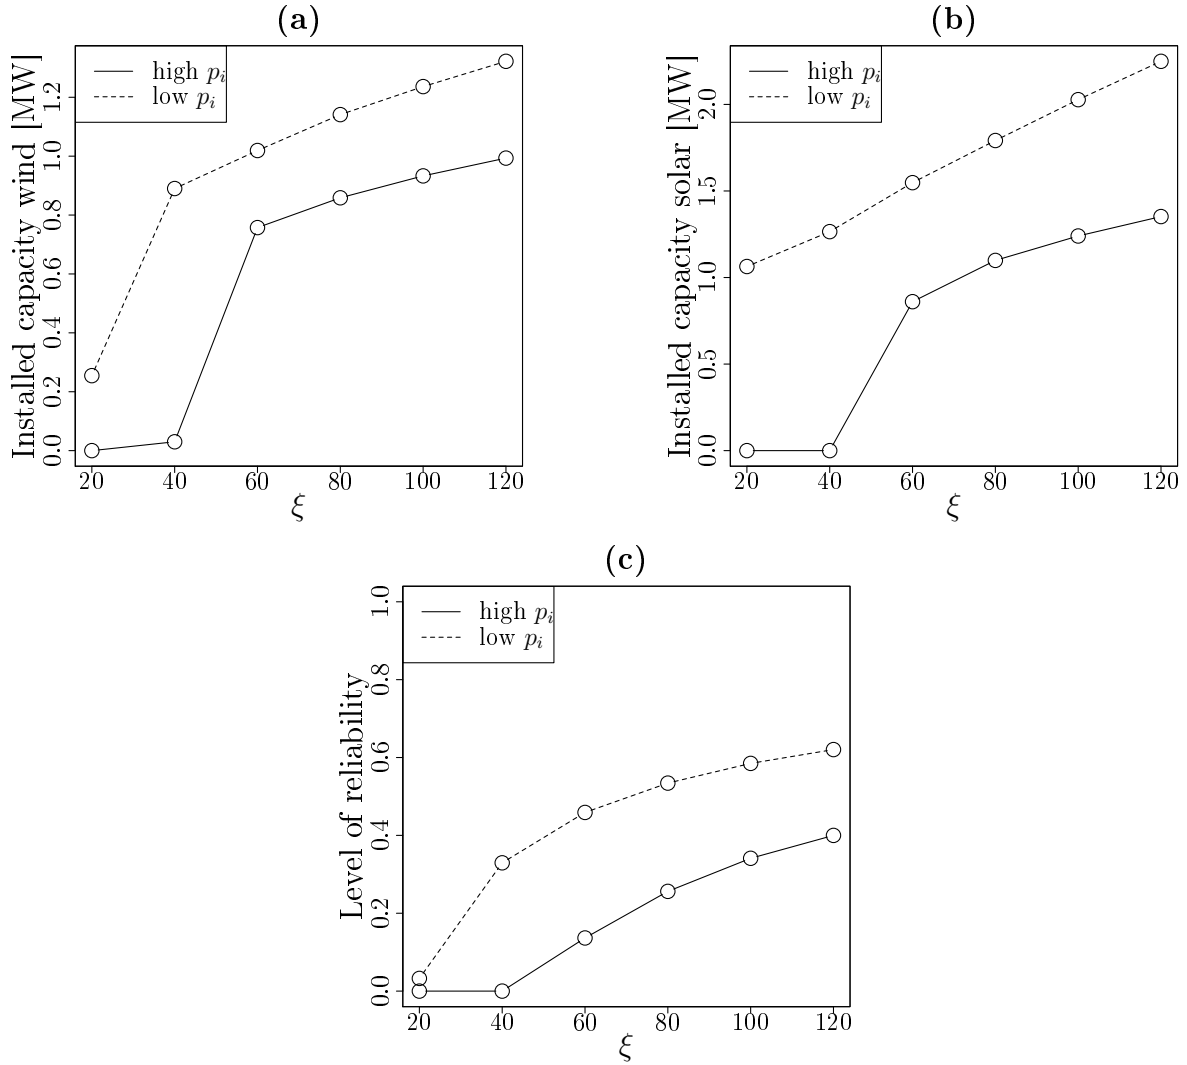 (a)
high p_i
low p_i
Installed capacity wind [MW]
0.0 0.2 0.4 0.6 0.8 1.0 1.2
20 40 60 80 100 120
ξ
(b)
high p_i
low p_i
Installed capacity solar [MW]
0.0 0.5 1.0 1.5 2.0
20 40 60 80 100 120
ξ
(c)
high p_i
low p_i
Level of reliability
0.0 0.2 0.4 0.6 0.8 1.0
20 40 60 80 100 120
ξ